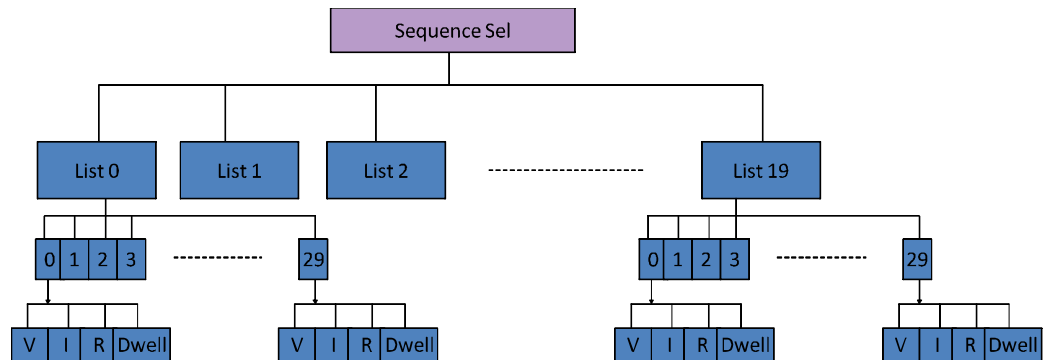 Sequence Sel
List 0 List 1 List 2 List 19
0 1 2 3 29 0 1 2 3 29
V I R Dwell V I R Dwell V I R Dwell V I R Dwell